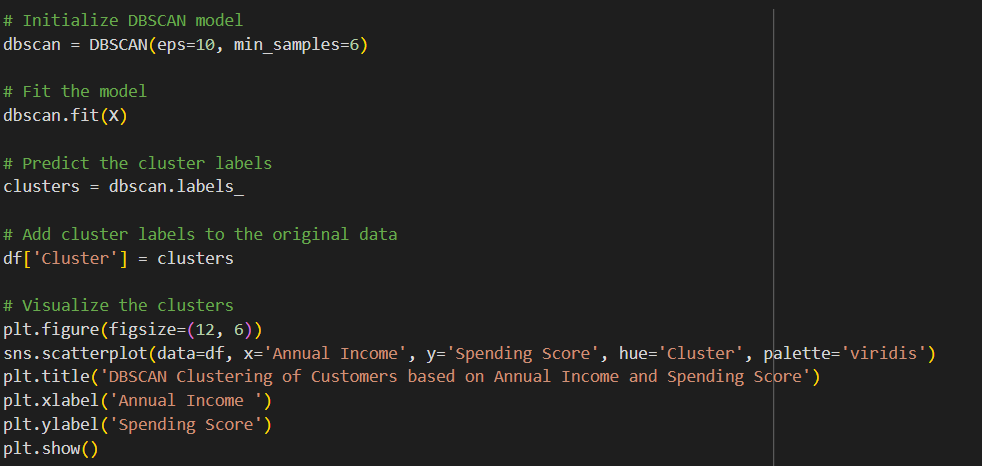 # Initialize DBSCAN model
dbscan = DBSCAN(eps=10, min_samples=6)
# Fit the model
dbscan.fit(X)
# Predict the cluster labels
clusters = dbscan.labels_
# Add cluster labels to the original data
df['Cluster'] = clusters
# Visualize the clusters
plt.figure(figsize=(12, 6))
sns.scatterplot(data=df, x='Annual Income', y='Spending Score', hue='Cluster', palette='viridis')
plt.title('DBSCAN Clustering of Customers based on Annual Income and Spending Score')
plt.xlabel('Annual Income ')
plt.ylabel('Spending Score')
plt.show()